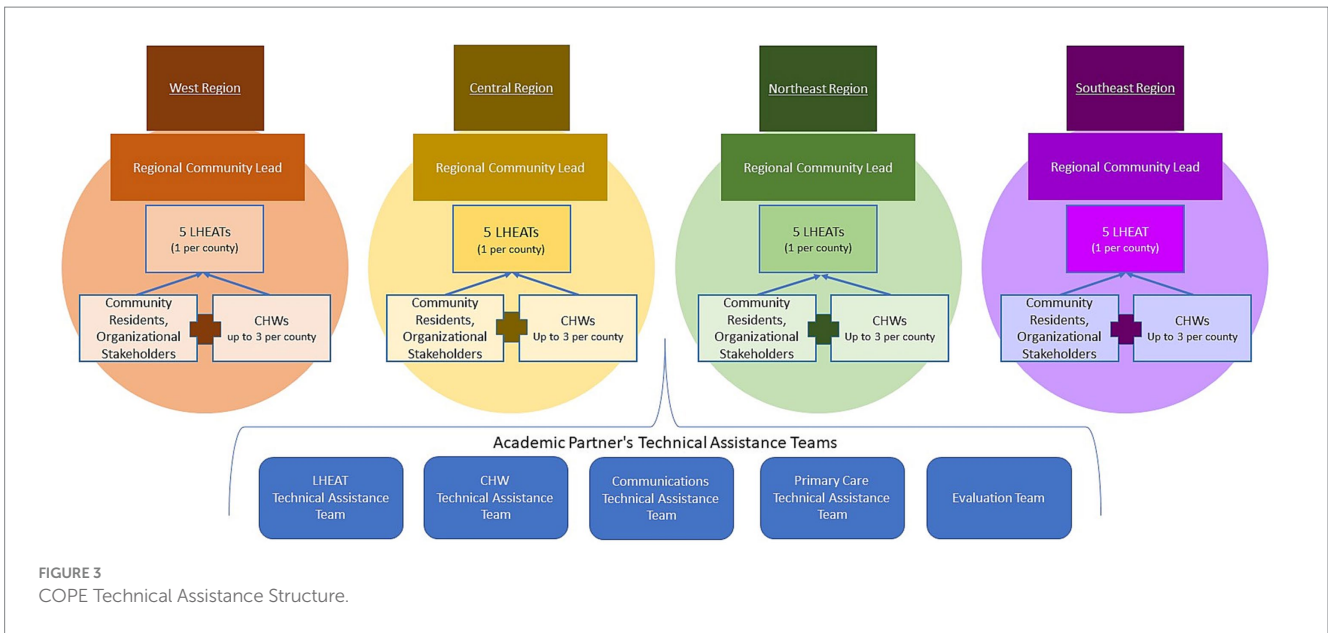 West Region
Central Region
Northeast Region
Southeast Region
Regional Community Lead
Regional Community Lead
Regional Community Lead
Regional Community Lead
5 LHEATs
(1 per county)
5 LHEATs
(1 per county)
5 LHEATs
(1 per county)
5 LHEAT
(1 per county)
Community
Residents,
Organizational
Stakeholders
CHWs
Up to 3 per county
Community
Residents,
Organizational
Stakeholders
CHWs
Up to 3 per county
Community
Residents,
Organizational
Stakeholders
CHWs
Up to 3 per county
Community
Residents,
Organizational
Stakeholders
CHWs
Up to 3 per county
Academic Partner's Technical Assistance Teams
LHEAT
Technical Assistance
Team
CHW
Technical Assistance
Team
Communications
Technical Assistance
Team
Primary Care
Technical Assistance
Team
Evaluation Team
FIGURE 3
COPE Technical Assistance Structure.